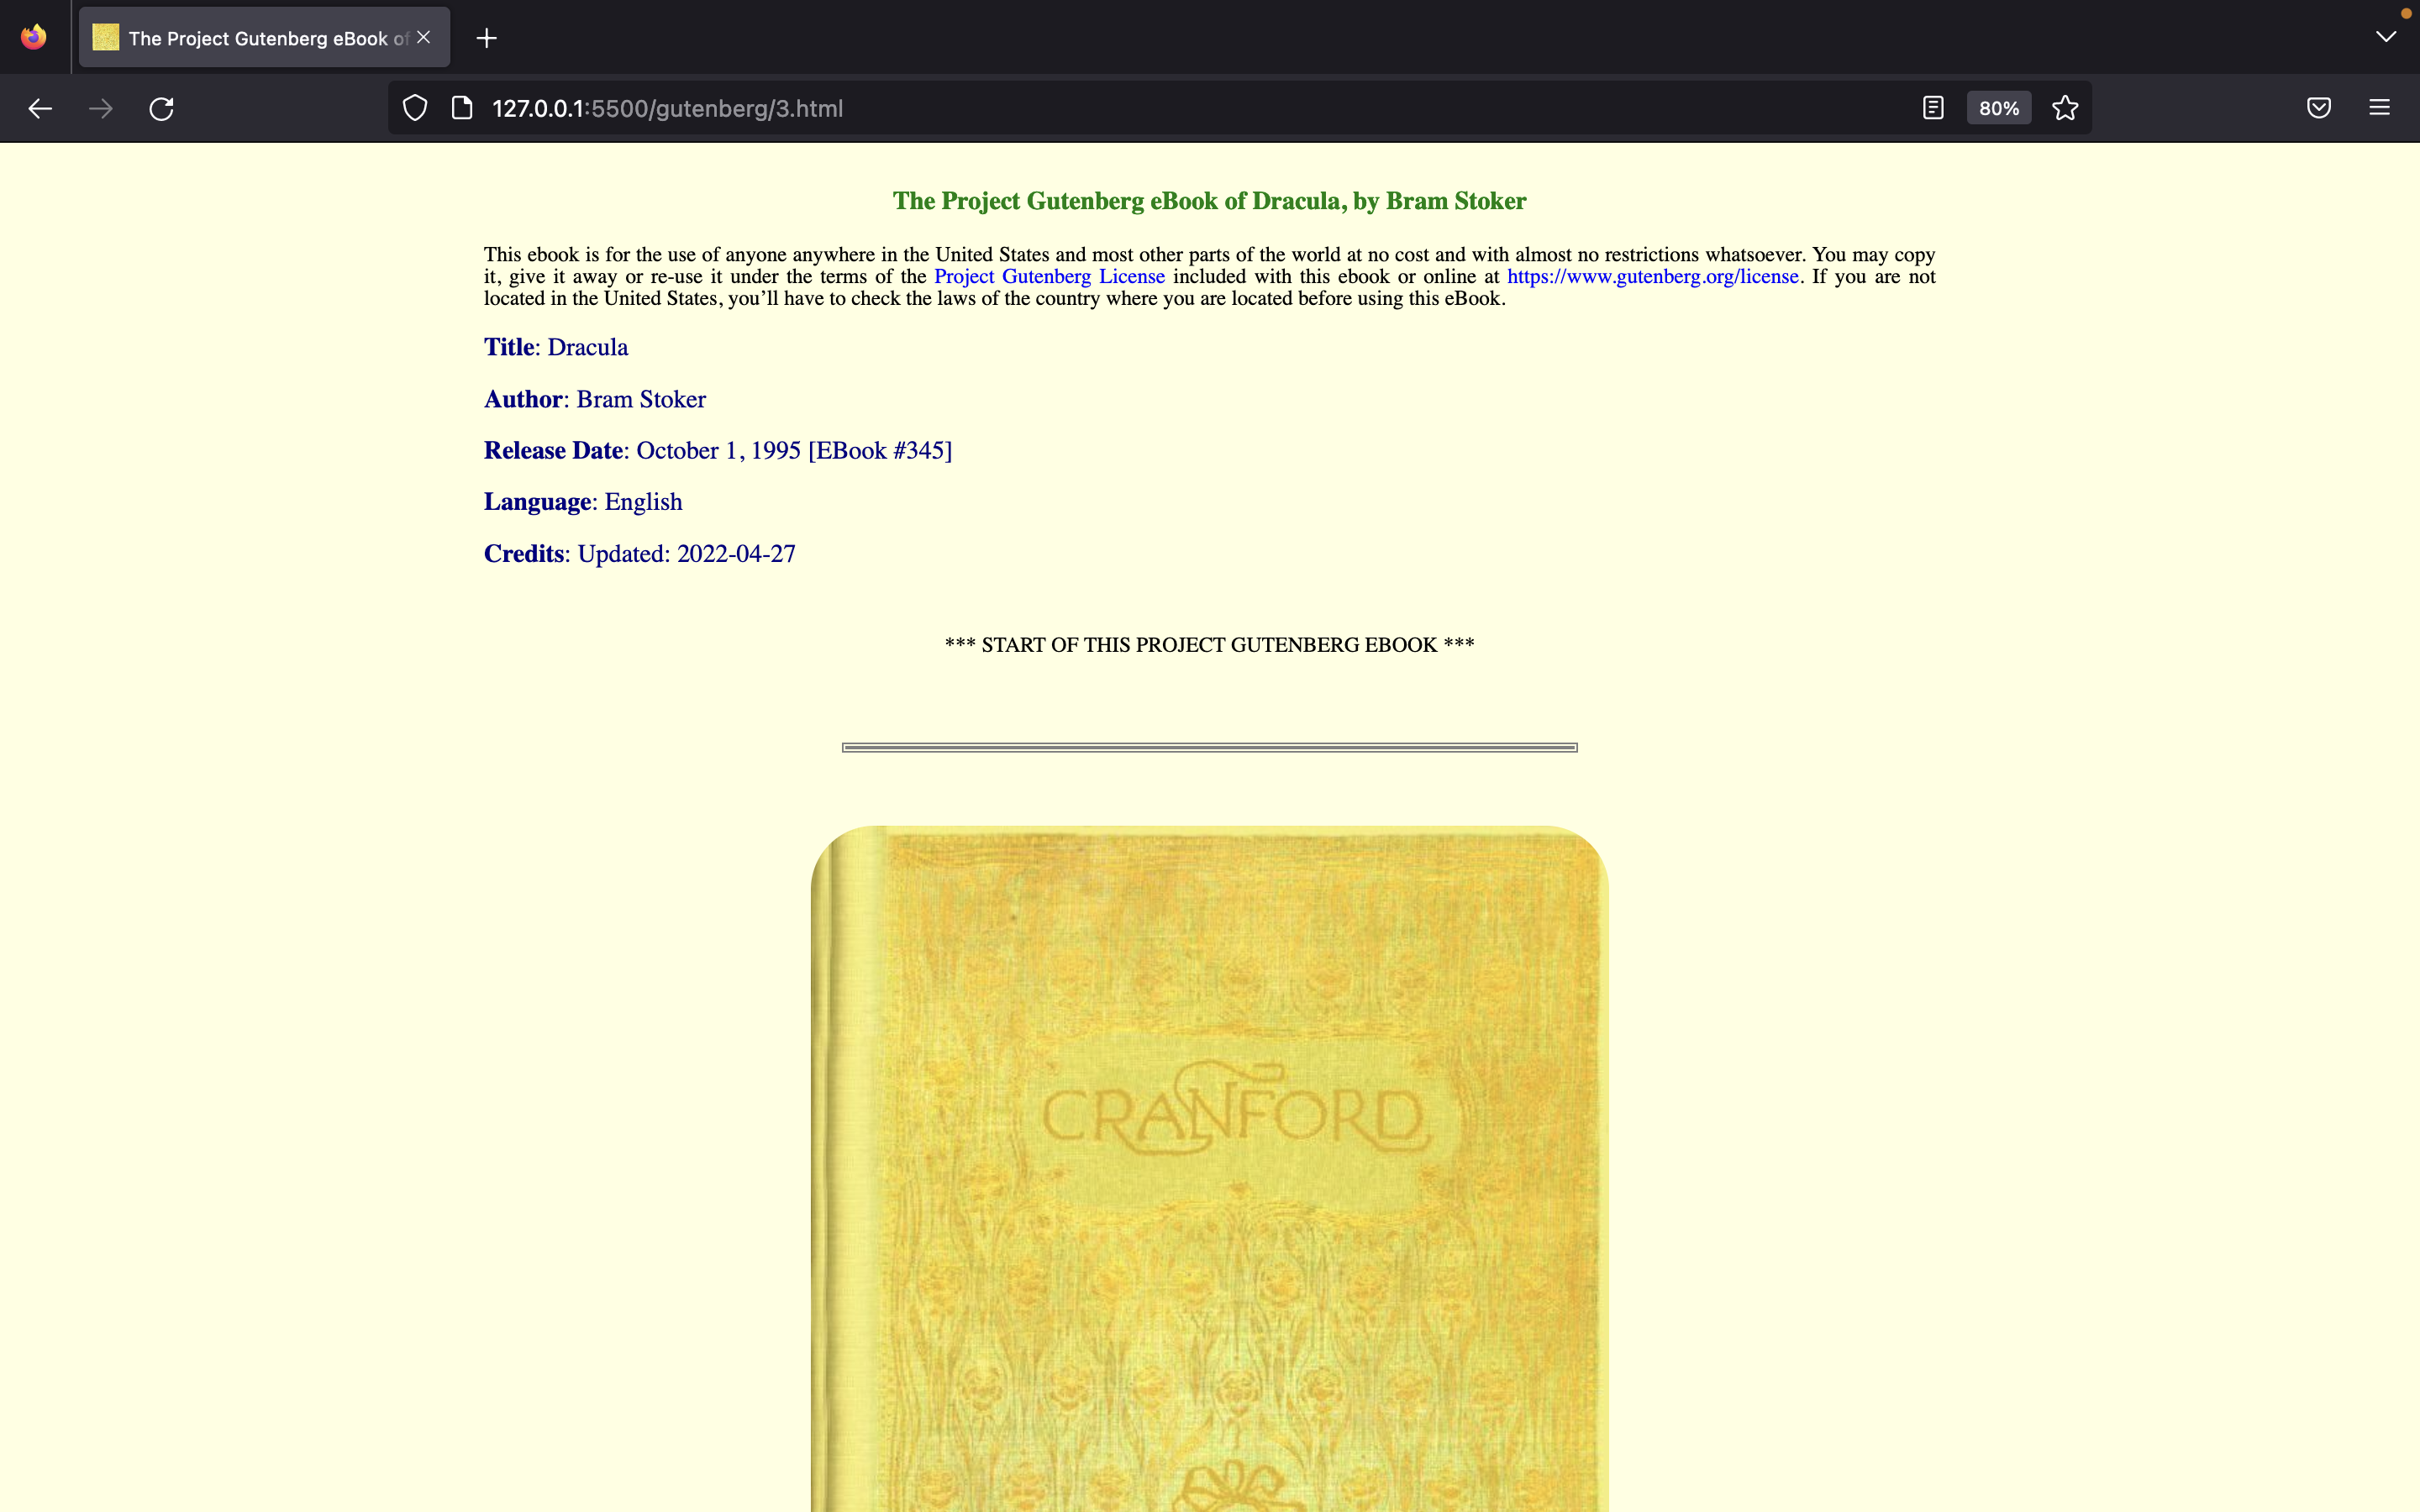 The Project Gutenberg eBook of
127.0.0.1:5500/gutenberg/3.html
80%
The Project Gutenberg eBook of Dracula, by Bram Stoker
This ebook is for the use of anyone anywhere in the United States and most other parts of the world at no cost and with almost no restrictions whatsoever. You may copy
it, give it away or re-use it under the terms of the Project Gutenberg License included with this ebook or online at https://www.gutenberg.org/license. If you are not
located in the United States, you’ll have to check the laws of the country where you are located before using this eBook.
Title: Dracula
Author: Bram Stoker
Release Date: October 1, 1995 [EBook #345]
Language: English
Credits: Updated: 2022-04-27
*** START OF THIS PROJECT GUTENBERG EBOOK ***
CRANFORD